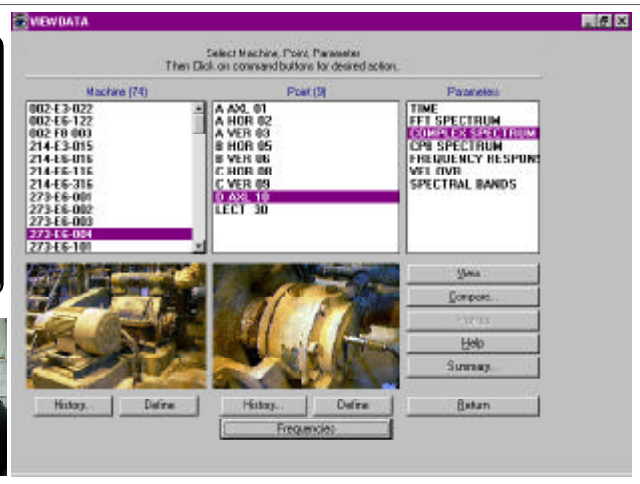 VIEW DATA
Select Machine, Point, Parameter
Then Click on command buttons for desired action.
Machine (74)
002-E3-022
002-E6-122
002 F8 003
214-E3-015
214-E6-016
214-E6-116
214-E6-316
273-E6-001
273-E6-002
273-E6-003
273-E6-004
273-E6-101
Point (9)
A AXL 01
A HOR 02
A VER 03
B HOR 05
B VER 06
C HOR 08
C VER 09
D AXL 10
LECT 30
Parameters
TIME
FFT SPECTRUM
COMPLEX SPECTRUM
CPB SPECTRUM
FREQUENCY RESPONS
VEL OVR
SPECTRAL BANDS
View...
Compare...
Help
Summary...
History...
Define
History...
Define
Return
Frequencies